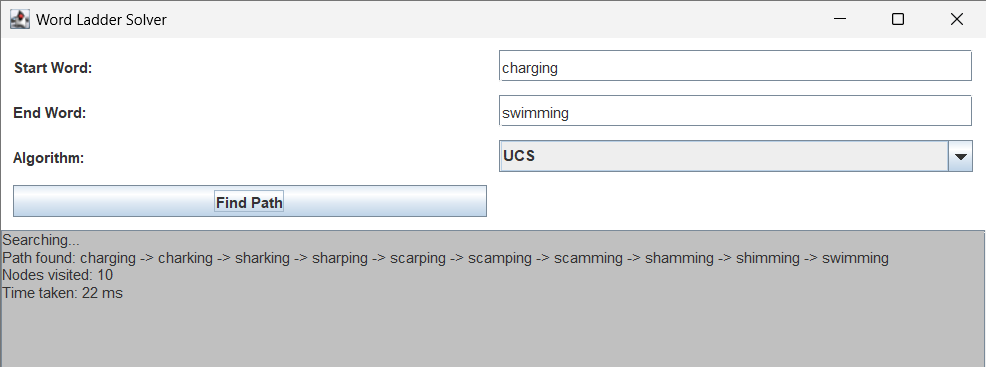 Word Ladder Solver
Start Word: charging
End Word: swimming
Algorithm: UCS
Find Path
Searching...
Path found: charging -> charking -> sharking -> sharping -> scarping -> scamping -> scamming -> shamming -> shimming -> swimming
Nodes visited: 10
Time taken: 22 ms